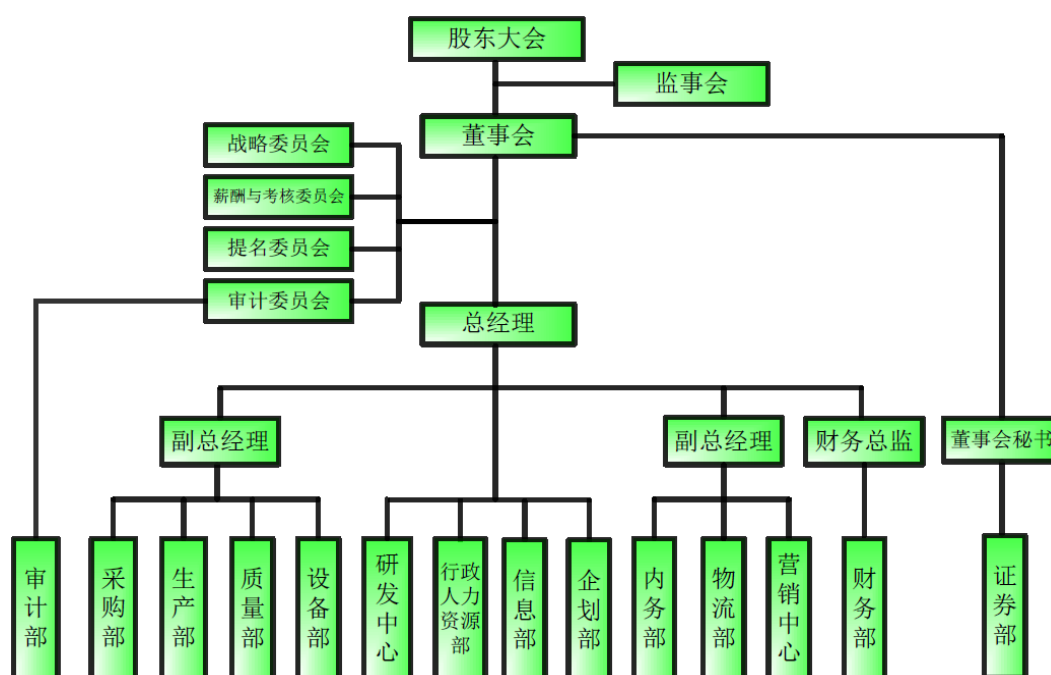 股东大会
监事会
董事会
战略委员会
薪酬与考核委员会
提名委员会
审计委员会
总经理
副总经理
副总经理
财务总监
董事会秘书
审计部
采购部
生产部
质量部
设备部
研发中心
行政人力资源部
信息部
企划部
内务部
物流部
营销中心
财务部
证券部